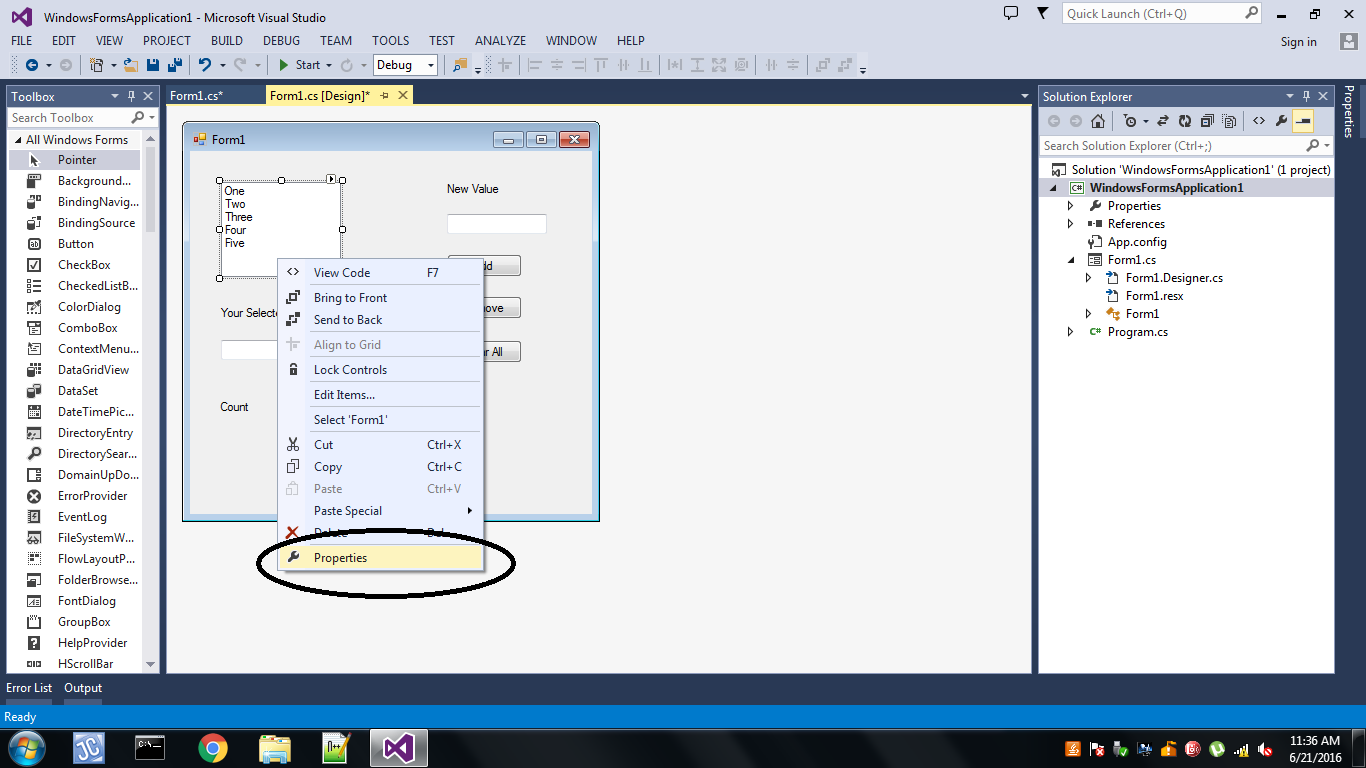 WindowsFormsApplication1 - Microsoft Visual Studio
Quick Launch (Ctrl+Q)
FILE EDIT VIEW PROJECT BUILD DEBUG TEAM TOOLS TEST ANALYZE WINDOW HELP
Sign in
Start Debug
Toolbox
Search Toolbox
All Windows Forms
Pointer
Background...
BindingNavig...
BindingSource
Button
CheckBox
CheckedListB...
ColorDialog
ComboBox
ContextMenu...
DataGridView
DataSet
DateTimePic...
DirectoryEntry
DirectorySear...
DomainUpDo...
ErrorProvider
EventLog
FileSystemW...
FlowLayoutP...
FolderBrowse...
FontDialog
GroupBox
HelpProvider
HScrollBar
Form1.cs* Form1.cs [Design]*
Form1
One
Two
Three
Four
Five
New Value
dd
ove
r All
Your Selecte
Count
View Code F7
Bring to Front
Send to Back
Align to Grid
Lock Controls
Edit Items...
Select 'Form1'
Cut Ctrl+X
Copy Ctrl+C
Paste Ctrl+V
Paste Special
Delete Del
Properties
Solution Explorer
Search Solution Explorer (Ctrl+;)
Solution 'WindowsFormsApplication1' (1 project)
C# WindowsFormsApplication1
Properties
References
App.config
Form1.cs
Form1.Designer.cs
Form1.resx
Form1
C# Program.cs
Properties
Error List Output
Ready
11:36 AM
6/21/2016